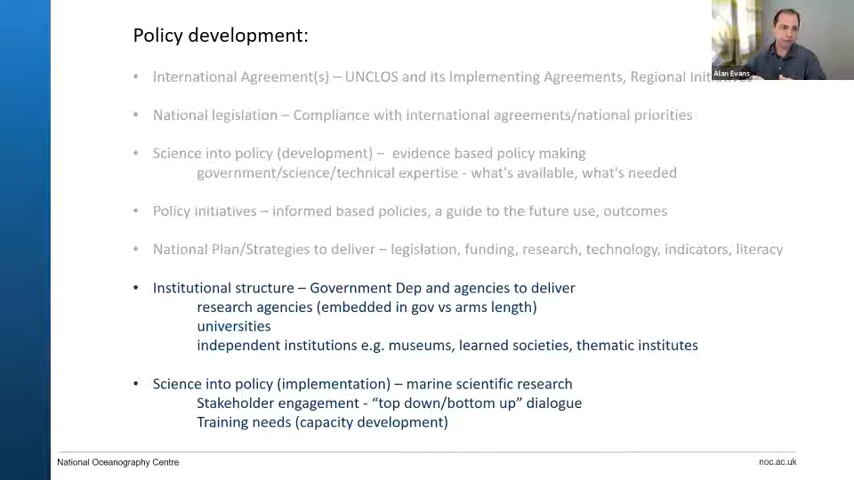 Policy development:
Alan Evans
• International Agreement(s) – UNCLOS and its Implementing Agreements, Regional
• National legislation – Compliance with international agreements/national priorities
• Science into policy (development) – evidence based policy making
government/science/technical expertise - what's available, what's needed
• Policy initiatives – informed based policies, a guide to the future use, outcomes
• National Plan/Strategies to deliver – legislation, funding, research, technology, indicators, literacy
• Institutional structure – Government Dep and agencies to deliver
research agencies (embedded in gov vs arms length)
universities
independent institutions e.g. museums, learned societies, thematic institutes
• Science into policy (implementation) – marine scientific research
Stakeholder engagement - “top down/bottom up” dialogue
Training needs (capacity development)
National Oceanography Centre
noc.ac.uk